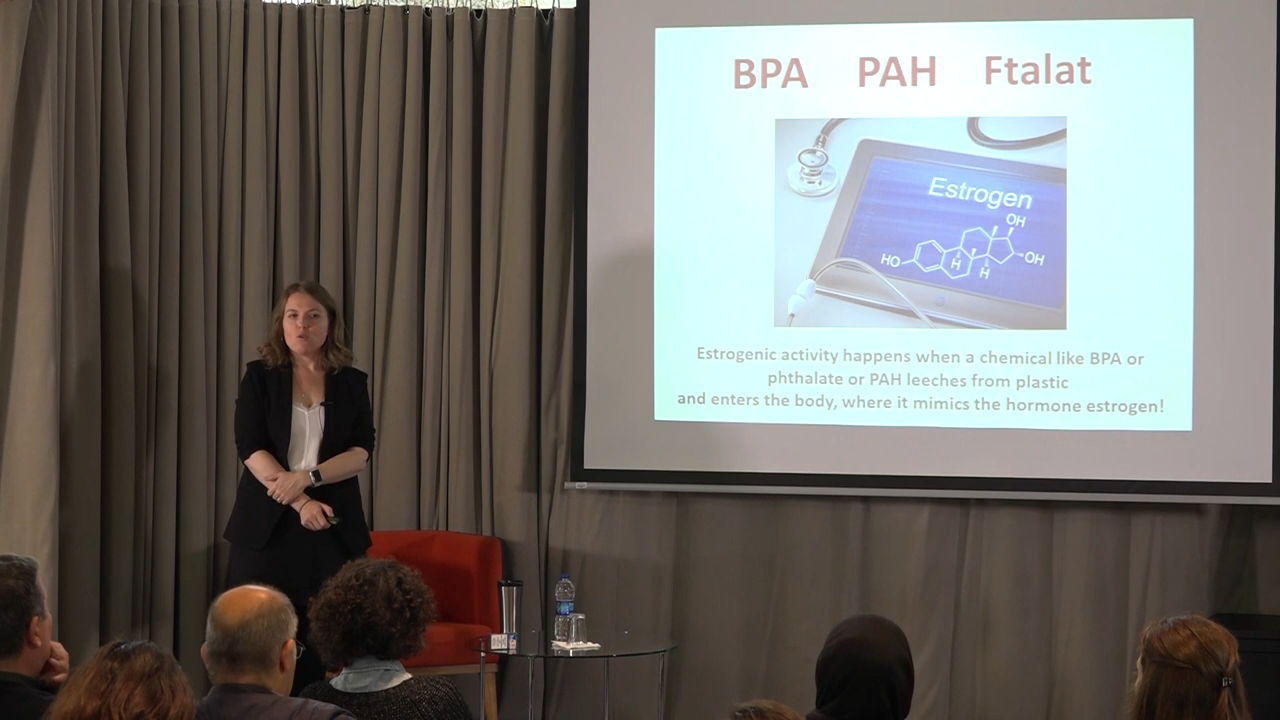 BPA PAH Ftalat
Estrogen
OH
HO
OH
H
H
Estrogenic activity happens when a chemical like BPA or
phthalate or PAH leeches from plastic
and enters the body, where it mimics the hormone estrogen!